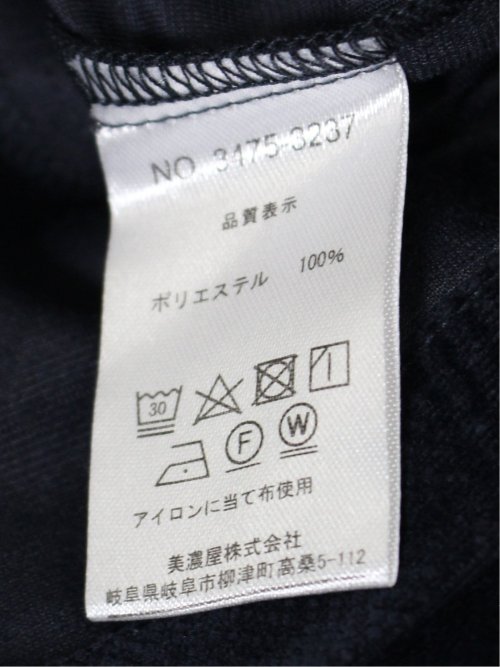 NO. 3475-3237
品質表示
ポリエステル 100%
30
F W
アイロンに当て布使用
美濃屋株式会社
岐阜県岐阜市柳津町高桑5-112